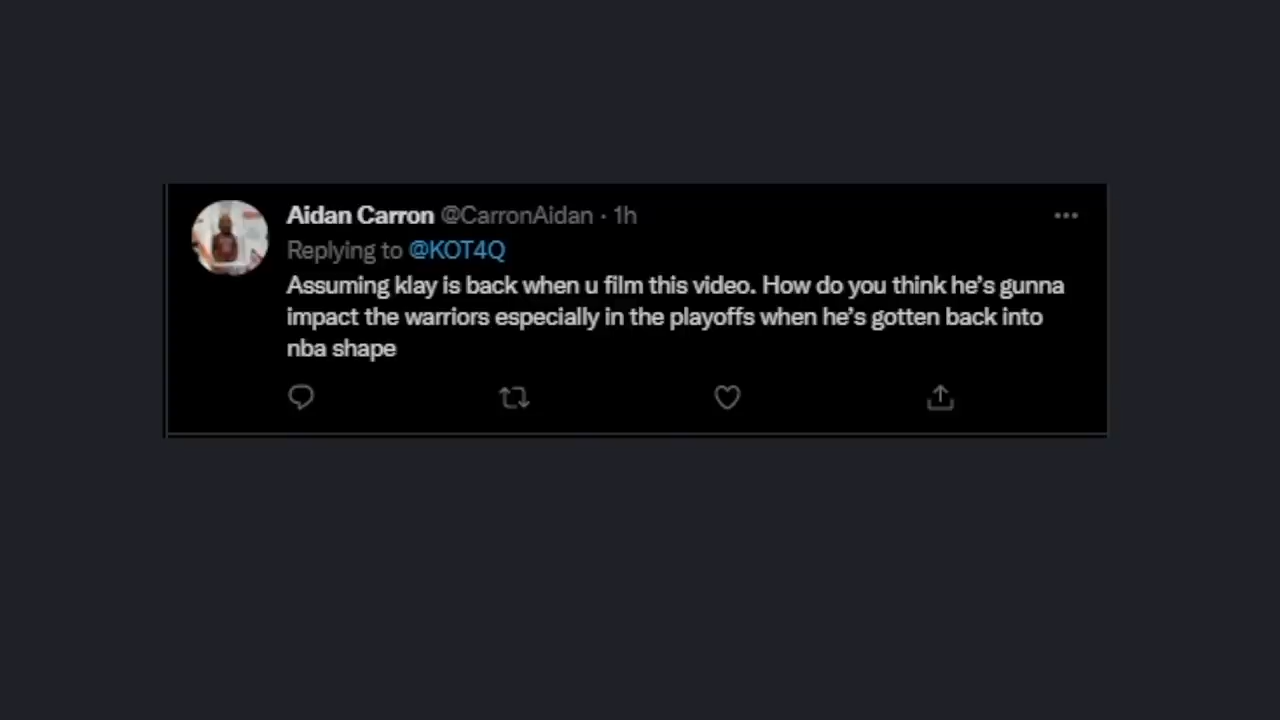 Aidan Carron @CarronAidan · 1h
Replying to @KOT4Q
Assuming klay is back when u film this video. How do you think he's gunna
impact the warriors especially in the playoffs when he's gotten back into
nba shape